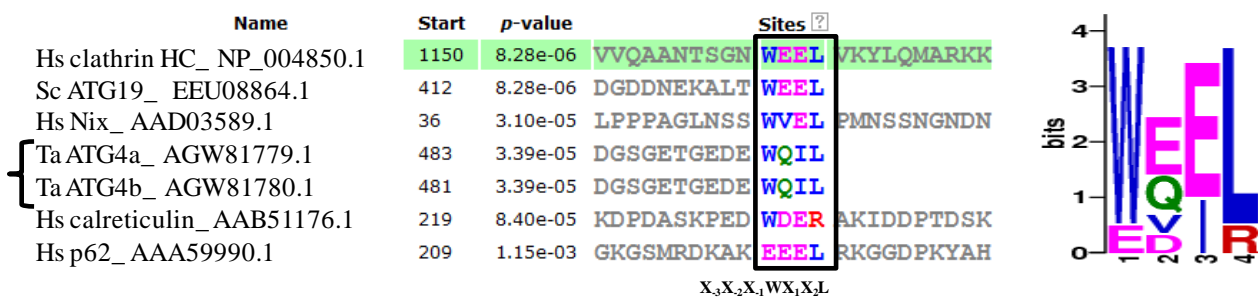 Name Start p-value Sites ?
Hs clathrin HC_ NP_004850.1 1150 8.28e-06 VVQAANTSGN WEEL VKYLQMARKK
Sc ATG19_ EEU08864.1 412 8.28e-06 DGDDNEKALT WEEL
Hs Nix_ AAD03589.1 36 3.10e-05 LPPPAGLNSS WVEL PMNSSNGNDN
Ta ATG4a_ AGW81779.1 483 3.39e-05 DGSGETGEDE WQIL
Ta ATG4b_ AGW81780.1 481 3.39e-05 DGSGETGEDE WQIL
Hs calreticulin_ AAB51176.1 219 8.40e-05 KDPDASKPED WDER AKIDDPTDSK
Hs p62_ AAA59990.1 209 1.15e-03 GKGSMRDKAK EEEL RKGGDPKYAH
X-3X-2X-1WX1X2L
bits
4
3
2
1
0
W E E L
E Q V D I R
1 2 3 4